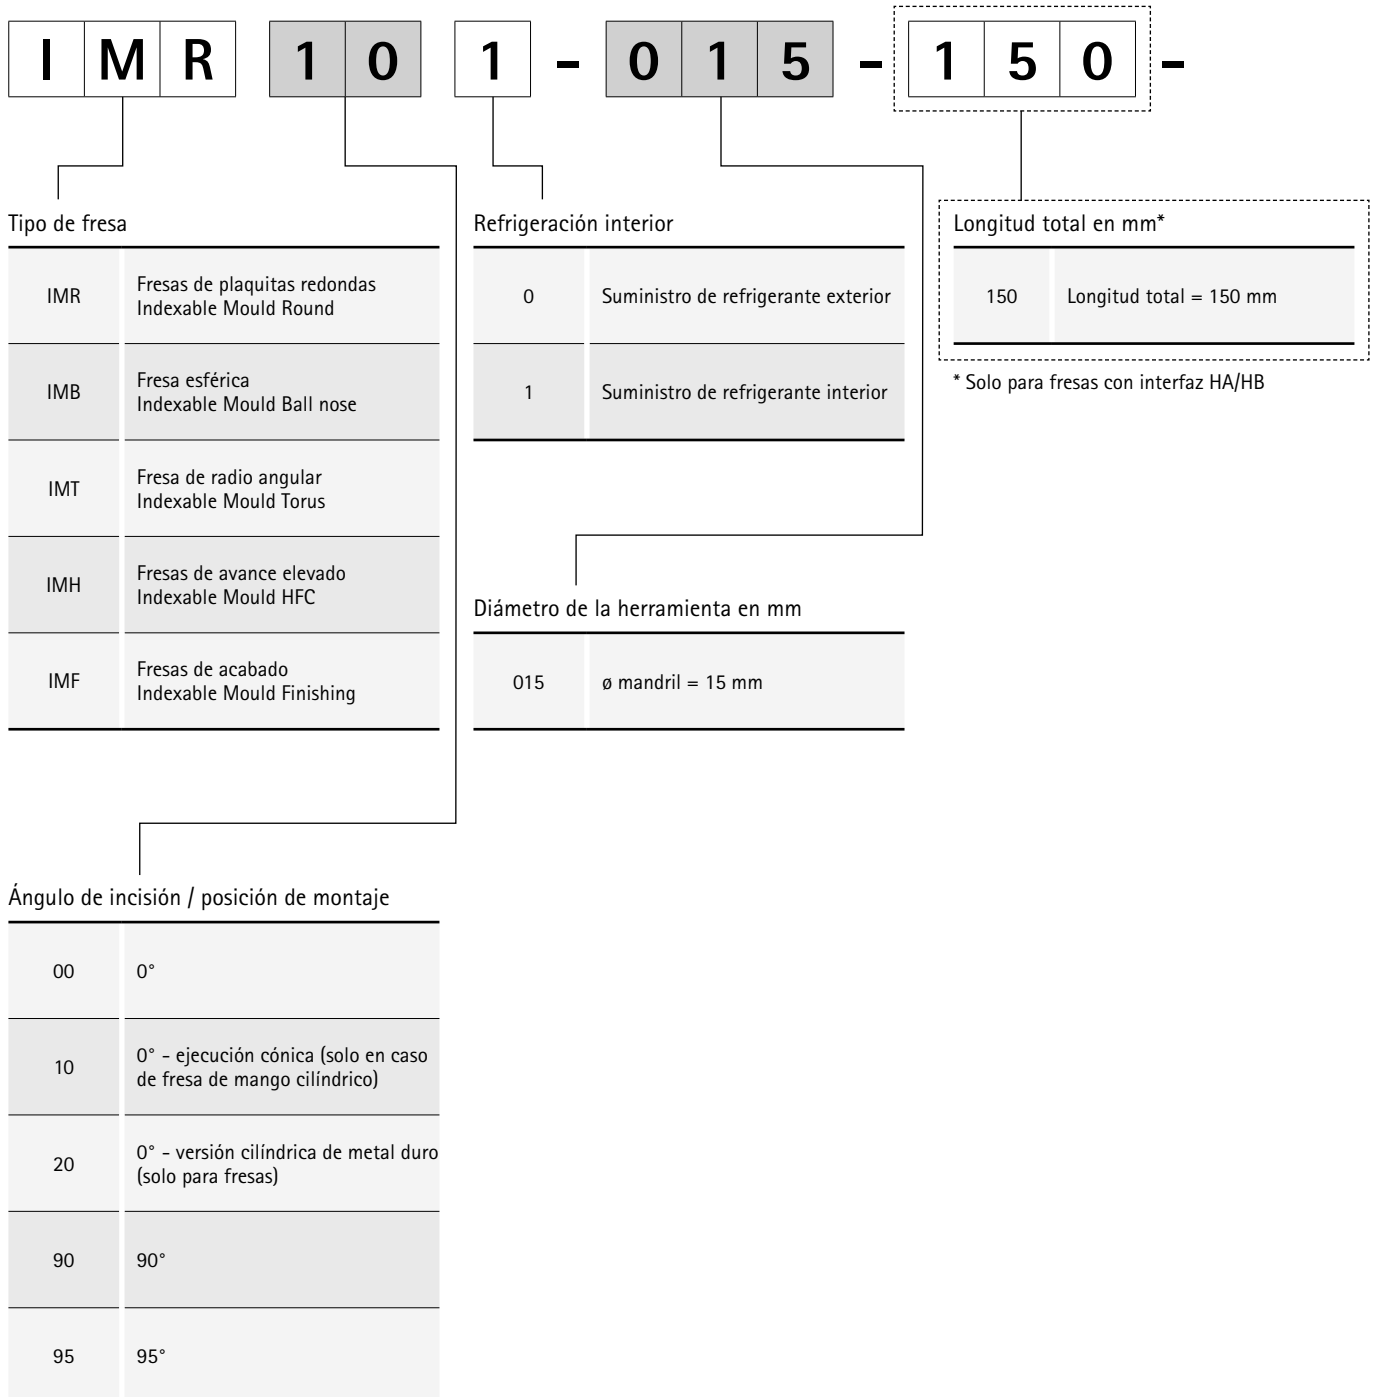 I M R 1 0 1 - 0 1 5 - 1 5 0 -
Tipo de fresa
IMR
Fresas de plaquitas redondas
Indexable Mould Round
IMB
Fresa esférica
Indexable Mould Ball nose
IMT
Fresa de radio angular
Indexable Mould Torus
IMH
Fresas de avance elevado
Indexable Mould HFC
IMF
Fresas de acabado
Indexable Mould Finishing
Refrigeración interior
0 Suministro de refrigerante exterior
1 Suministro de refrigerante interior
Longitud total en mm*
150 Longitud total = 150 mm
* Solo para fresas con interfaz HA/HB
Diámetro de la herramienta en mm
015 ø mandril = 15 mm
Ángulo de incisión / posición de montaje
00 0°
10
0° - ejecución cónica (solo en caso
de fresa de mango cilíndrico)
20
0° - versión cilíndrica de metal duro
(solo para fresas)
90 90°
95 95°